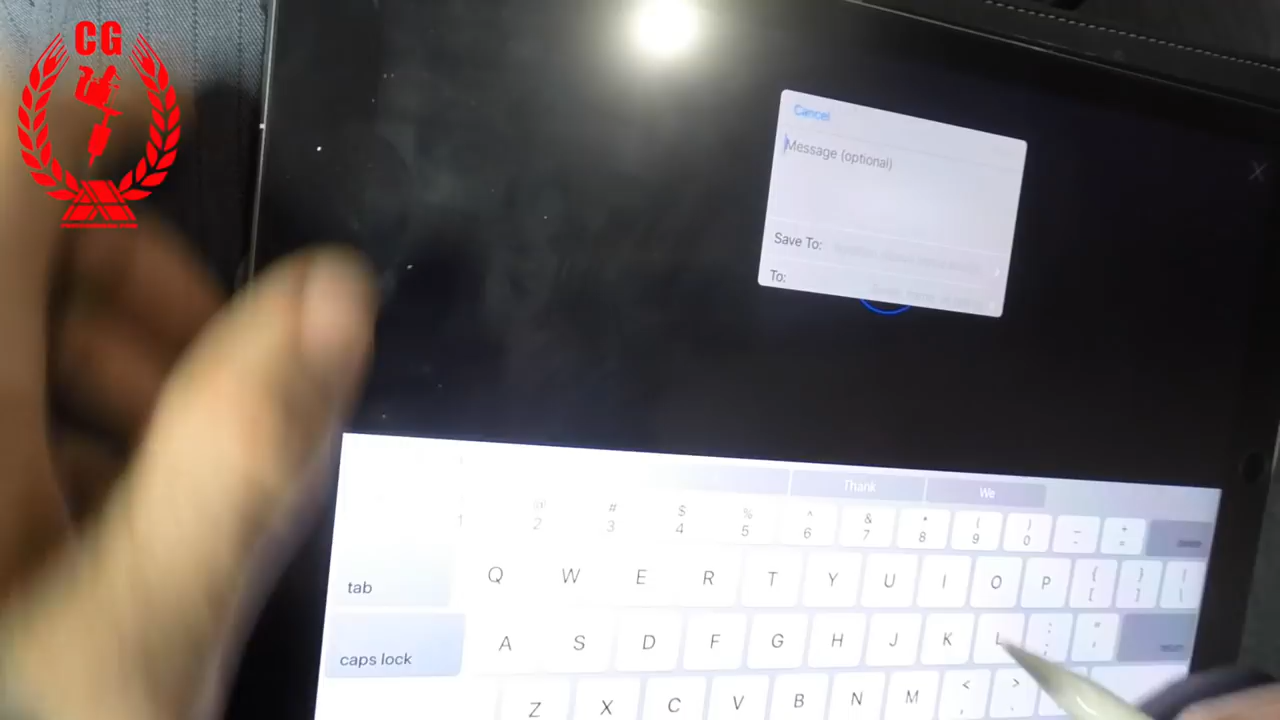 CG
Cancel
Message (optional)
Save To:
To:
Thank We
1 @ 2 # 3 $ 4 % 5 ^ 6 & 7 * 8 ( 9 ) 0 _ - + =
tab Q W E R T Y U I O P { [ } ] | \
caps lock A S D F G H J K L : ; " ' return
Z X C V B N M < , > .